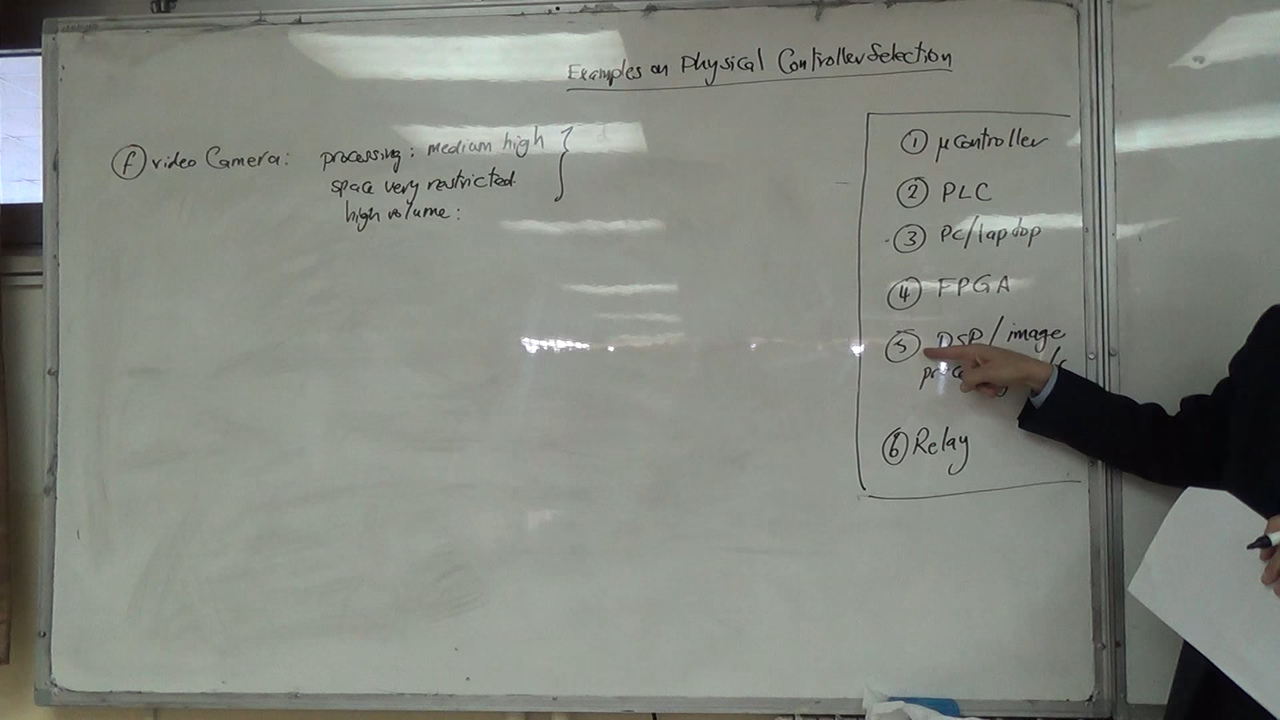 Examples on Physical Controller Selection
ⓕ video Camera: processing: medium high
space very restricted.
high volume:
① μController
② PLC
③ PC/laptop
④ FPGA
⑤ DSP/image
⑥ Relay